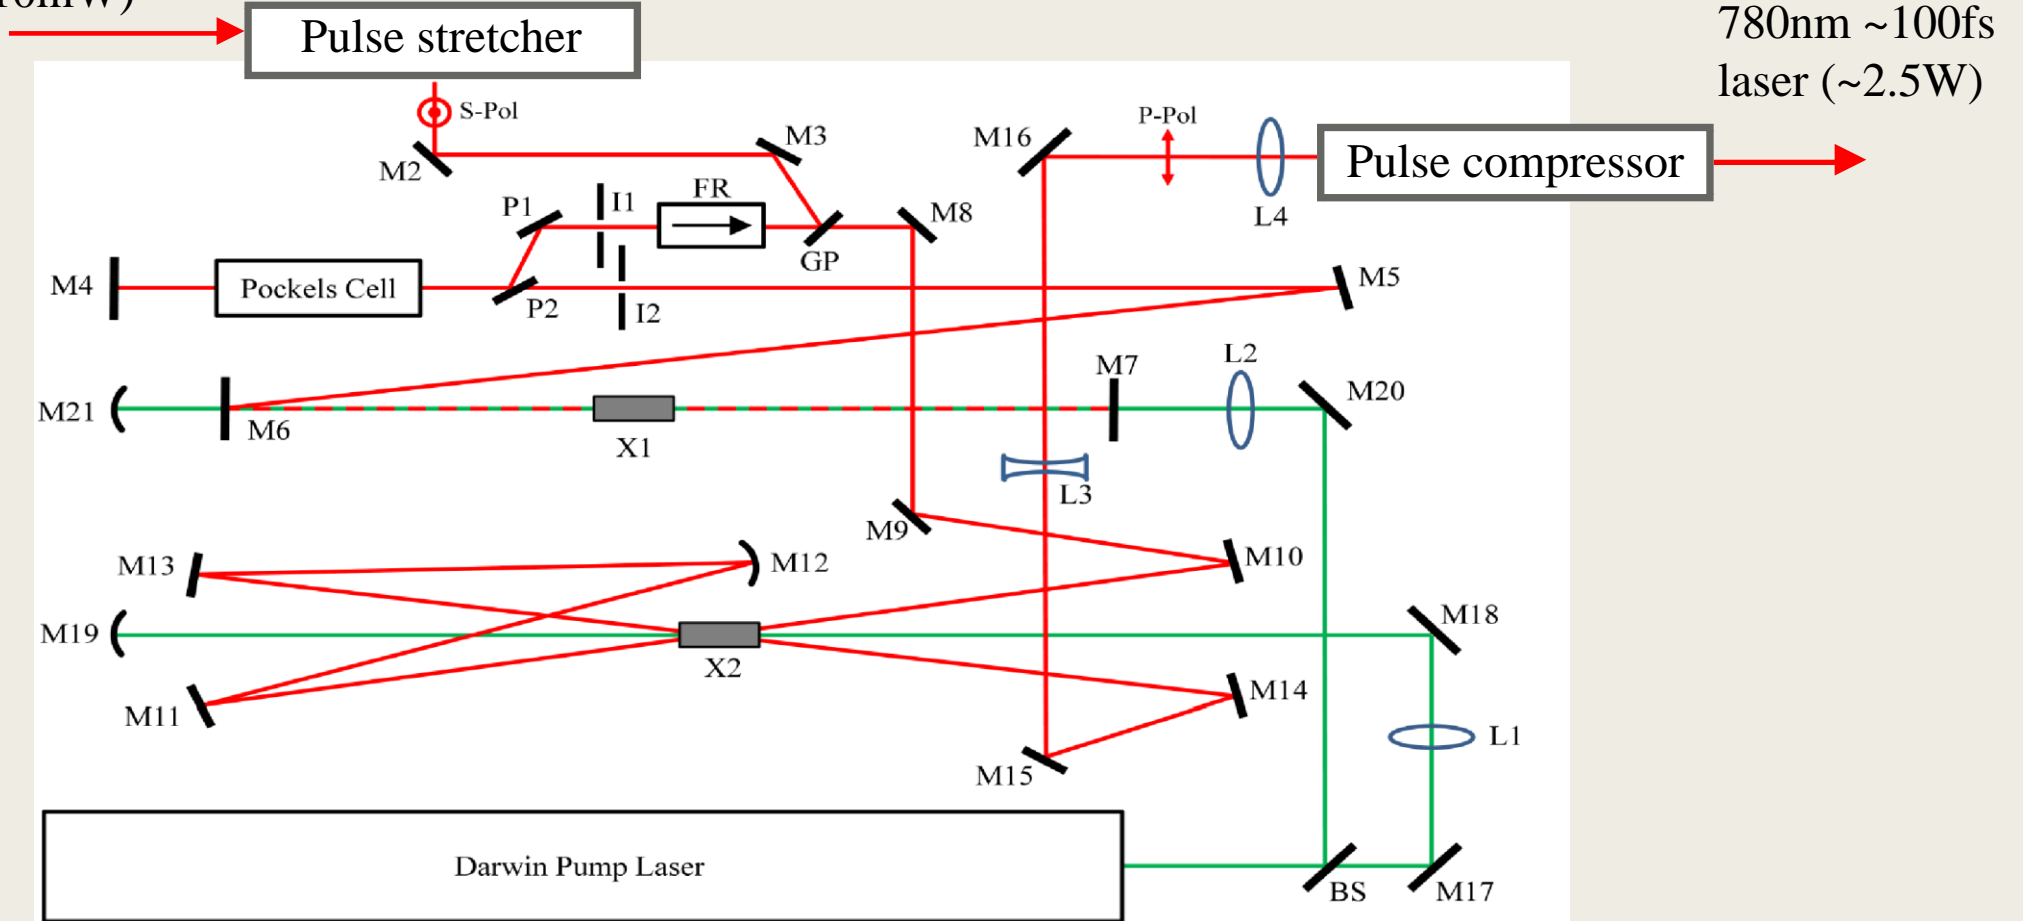 Pulse stretcher
780nm ~100fs
laser (~2.5W)
S-Pol
M2
M3
M16
P-Pol
L4
Pulse compressor
P1
I1
FR
GP
M8
M4
Pockels Cell
P2
I2
M5
M21
M6
X1
M7
L2
M20
L3
M9
M13
M12
M10
M19
X2
M18
M11
M14
L1
M15
Darwin Pump Laser
BS
M17